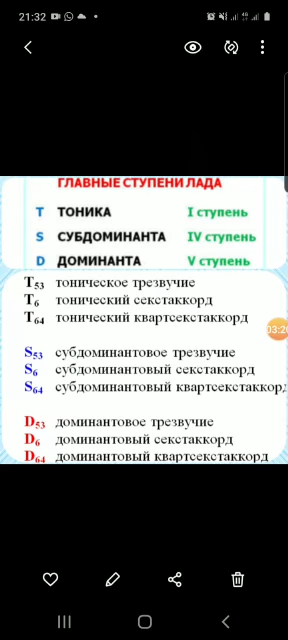 21:32
ГЛАВНЫЕ СТУПЕНИ ЛАДА
T ТОНИКА I ступень
S СУБДОМИНАНТА IV ступень
D ДОМИНАНТА V ступень
T53 тоническое трезвучие
T6 тонический секстаккорд
T64 тонический квартсекстаккорд
03:20
S53 субдоминантовое трезвучие
S6 субдоминантовый секстаккорд
S64 субдоминантовый квартсекстаккорд
D53 доминантовое трезвучие
D6 доминантовый секстаккорд
D64 доминантовый квартсекстаккорд